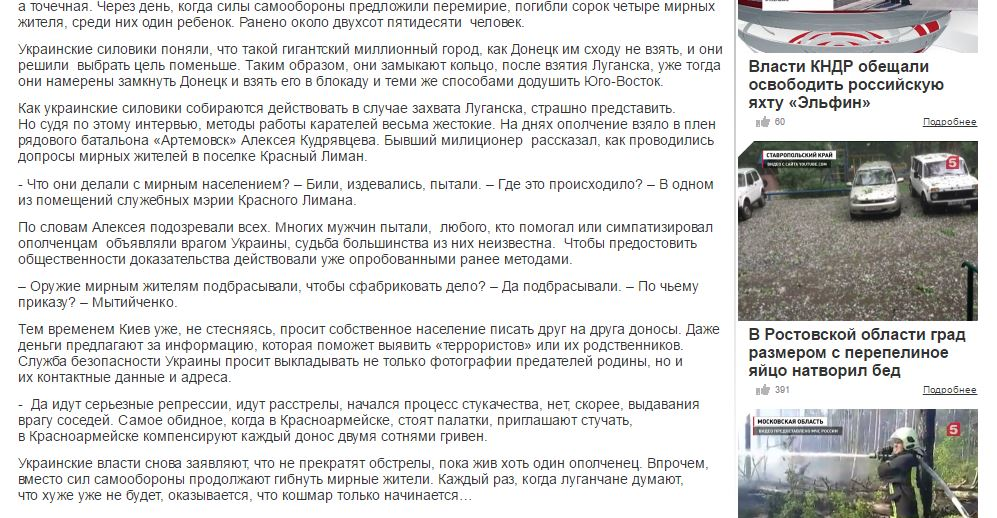 а точечная. Через день, когда силы самообороны предложили перемирие, погибли сорок четыре мирных
жителя, среди них один ребенок. Ранено около двухсот пятидесяти человек.
Украинские силовики поняли, что такой гигантский миллионный город, как Донецк им сходу не взять, и они
решили выбрать цель поменьше. Таким образом, они замыкают кольцо, после взятия Луганска, уже тогда
они намерены замкнуть Донецк и взять его в блокаду и теми же способами додушить Юго-Восток.
Как украинские силовики собираются действовать в случае захвата Луганска, страшно представить.
Но судя по этому интервью, методы работы карателей весьма жестокие. На днях ополчение взяло в плен
рядового батальона «Артемовск» Алексея Кудрявцева. Бывший милиционер рассказал, как проводились
допросы мирных жителей в поселке Красный Лиман.
- Что они делали с мирным населением? – Били, издевались, пытали. – Где это происходило? – В одном
из помещений служебных мэрии Красного Лимана.
По словам Алексея подозревали всех. Многих мужчин пытали, любого, кто помогал или симпатизировал
ополченцам объявляли врагом Украины, судьба большинства из них неизвестна. Чтобы предостовить
общественности доказательства действовали уже опробованными ранее методами.
– Оружие мирным жителям подбрасывали, чтобы сфабриковать дело? – Да подбрасывали. – По чьему
приказу? – Мытийченко.
Тем временем Киев уже, не стесняясь, просит собственное население писать друг на друга доносы. Даже
деньги предлагают за информацию, которая поможет выявить «террористов» или их родственников.
Служба безопасности Украины просит выкладывать не только фотографии предателей родины, но и
их контактные данные и адреса.
- Да идут серьезные репрессии, идут расстрелы, начался процесс стукачества, нет, скорее, выдавания
врагу соседей. Самое обидное, когда в Красноармейске, стоят палатки, приглашают стучать,
в Красноармейске компенсируют каждый донос двумя сотнями гривен.
Украинские власти снова заявляют, что не прекратят обстрелы, пока жив хоть один ополченец. Впрочем,
вместо сил самообороны продолжают гибнуть мирные жители. Каждый раз, когда луганчане думают,
что хуже уже не будет, оказывается, что кошмар только начинается…
Власти КНДР обещали
освободить российскую
яхту «Эльфин»
60 Подробнее
СТАВРОПОЛЬСКИЙ КРАЙ
ВИДЕО С САЙТА YOUTUBE.COM
5
В Ростовской области град
размером с перепелиное
яйцо натворил бед
391 Подробнее
МОСКОВСКАЯ ОБЛАСТЬ
ВИДЕО ПРЕДОСТАВЛЕНО МЧС РОССИИ
5